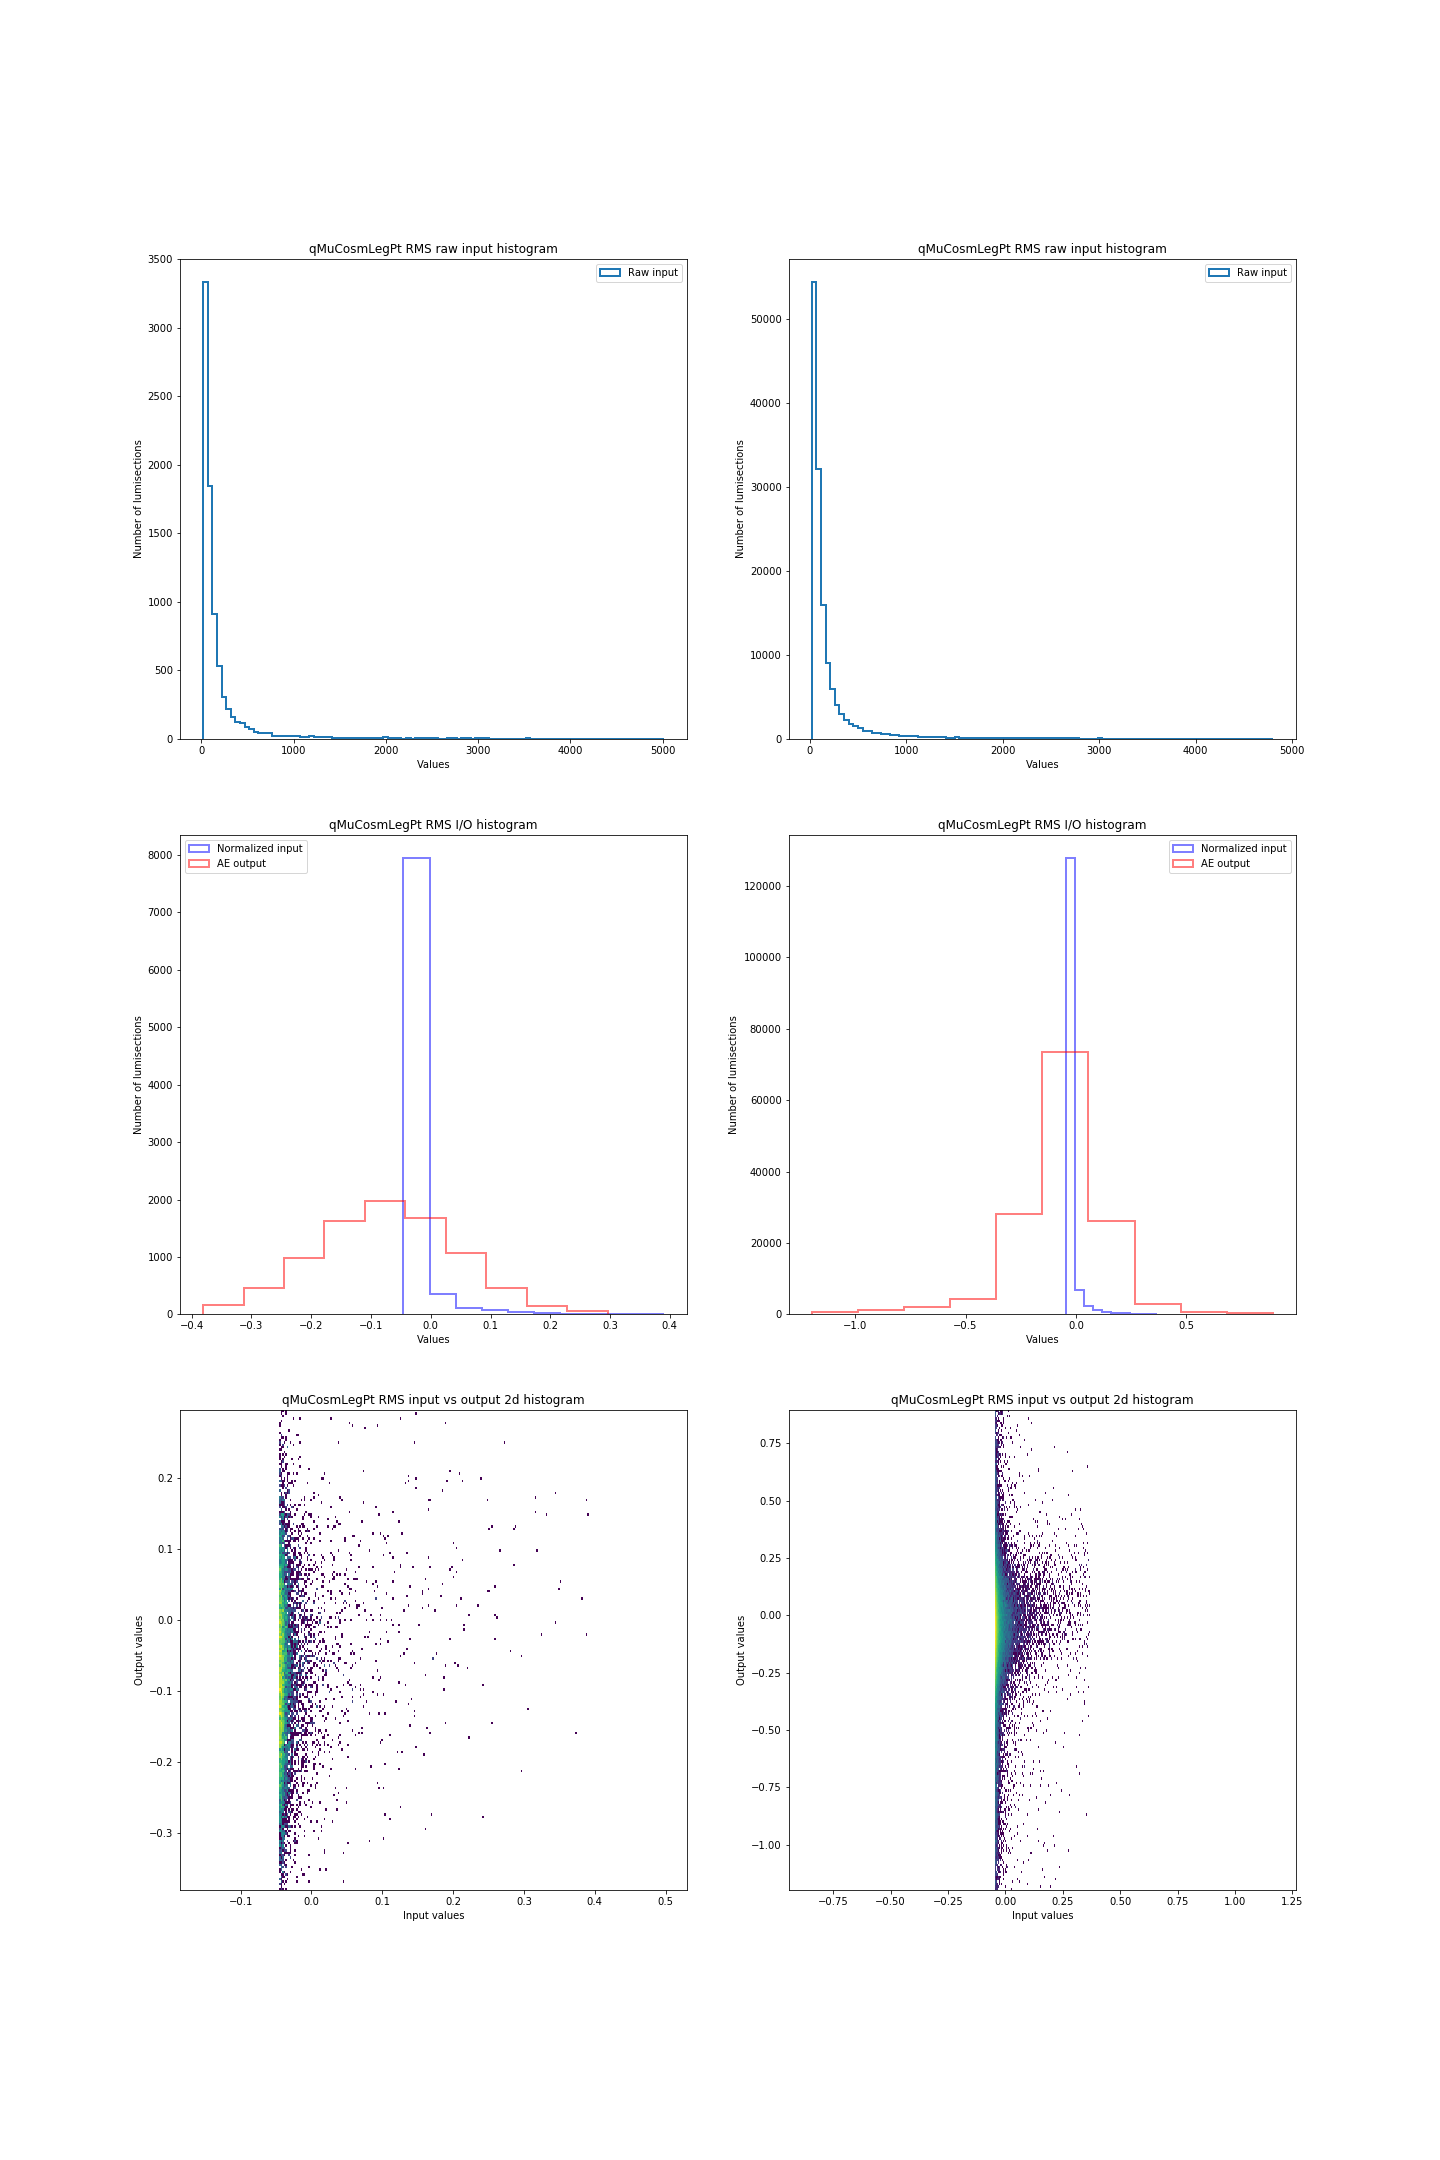 qMuCosmLegPt RMS raw input histogram
Raw input
Number of lumisections
3500
3000
2500
2000
1500
1000
500
0
0 1000 2000 3000 4000 5000
Values
qMuCosmLegPt RMS raw input histogram
Raw input
Number of lumisections
50000
40000
30000
20000
10000
0
0 1000 2000 3000 4000 5000
Values
qMuCosmLegPt RMS I/O histogram
Normalized input
AE output
Number of lumisections
8000
7000
6000
5000
4000
3000
2000
1000
0
−0.4 −0.3 −0.2 −0.1 0.0 0.1 0.2 0.3 0.4
Values
qMuCosmLegPt RMS I/O histogram
Normalized input
AE output
Number of lumisections
120000
100000
80000
60000
40000
20000
0
−1.0 −0.5 0.0 0.5
Values
qMuCosmLegPt RMS input vs output 2d histogram
Output values
0.2
0.1
0.0
−0.1
−0.2
−0.3
−0.1 0.0 0.1 0.2 0.3 0.4 0.5
Input values
qMuCosmLegPt RMS input vs output 2d histogram
Output values
0.75
0.50
0.25
0.00
−0.25
−0.50
−0.75
−1.00
−0.75 −0.50 −0.25 0.00 0.25 0.50 0.75 1.00 1.25
Input values